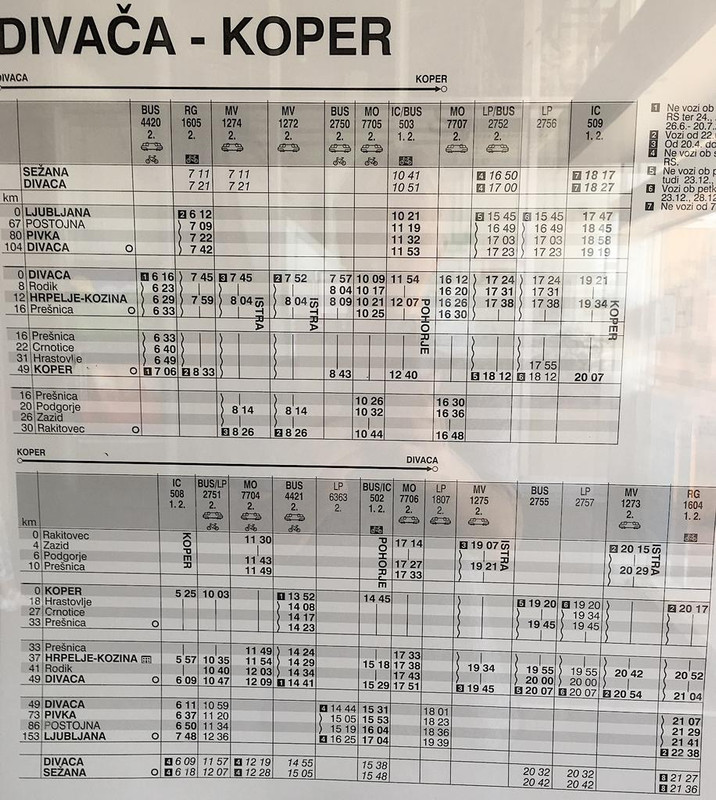 DIVAČA - KOPER
DIVACA KOPER
BUS RG MV MV BUS MO IC/BUS MO LP/BUS LP IC
4420 1605 1274 1272 2750 7705 503 7707 2752 2756 509
2. 2. 2. 2. 2. 2. 1. 2. 2. 2. 2. 1. 2.
SEŽANA 7 11 7 11 10 41 4 16 50 7 18 17
DIVACA 7 21 7 21 10 51 4 17 00 7 18 27
km
0 LJUBLJANA 2 6 12 10 21 5 15 45 6 15 45 17 47
67 POSTOJNA 7 09 11 19 16 49 16 49 18 45
80 PIVKA 7 22 11 32 17 03 17 03 18 58
104 DIVACA 7 42 11 53 17 23 17 23 19 19
0 DIVACA 1 6 16 7 45 3 7 45 2 7 52 7 57 10 09 11 54 16 12 17 24 17 24 19 21
8 Rodik 6 23 8 04 10 17 16 20 17 31 17 31
12 HRPELJE-KOZINA 6 29 7 59 8 04 8 04 8 09 10 21 12 07 16 26 17 38 17 38 19 34
16 Prešnica 6 33 10 25 16 30
ISTRA ISTRA POHORJE KOPER
16 Prešnica 6 33
22 Crnotice 6 40
31 Hrastovlje 6 49 17 55
49 KOPER 1 7 06 2 8 33 8 43 12 40 5 18 12 6 18 12 20 07
16 Prešnica 10 26 16 30
20 Podgorje 8 14 8 14 10 32 16 36
26 Zazid
30 Rakitovec 3 8 26 2 8 26 10 44 16 48
1 Ne vozi ob
RS ter 24.,
26.6.- 20.7.
2 Vozi od 22
3 Od 20.4. do
4 Ne vozi ob s
RS.
5 Ne vozi ob p
tudi 23.12.,
6 Vozi ob petk
23.12., 28.12
7 Ne vozi od 7
KOPER DIVACA
IC BUS/LP MO BUS LP BUS/IC MO LP MV BUS LP MV RG
508 2751 7704 4421 6363 502 7706 1807 1275 2755 2757 1273 1604
1. 2. 2. 2. 2. 2. 1. 2. 2. 2. 2. 2. 1. 2.
km
0 Rakitovec 11 30 17 14 3 19 07 2 20 15
4 Zazid
6 Podgorje 11 43 17 27 19 21 20 29
10 Prešnica 11 49 17 33
KOPER POHORJE ISTRA ISTRA
0 KOPER 5 25 10 03 1 13 52 14 45 5 19 20 6 19 20 2 20 17
18 Hrastovlje 14 08 19 34
27 Crnotice 14 17 19 45 19 45
33 Prešnica 14 23
33 Prešnica 11 49 14 24 17 33
37 HRPELJE-KOZINA 5 57 10 35 11 54 14 29 15 18 17 38 19 34 19 55 19 55 20 42 20 52
41 Rodik 10 40 12 03 14 34 17 43 20 00 20 00
49 DIVACA 6 09 10 47 12 09 1 14 41 15 29 17 51 3 19 45 5 20 07 6 20 07 2 20 54 21 04
49 DIVACA 6 11 10 59 4 14 44 15 31 18 01 21 07
73 PIVKA 6 37 11 20 15 05 15 53 18 23 21 29
86 POSTOJNA 6 50 11 34 15 19 16 04 18 36 21 41
153 LJUBLJANA 7 48 12 36 4 16 25 17 04 19 39 2 22 38
DIVACA 4 6 09 11 57 4 12 19 14 55 15 38 20 32 20 32 8 21 27
SEŽANA 4 6 18 12 07 4 12 28 15 05 15 48 20 42 20 42 8 21 36